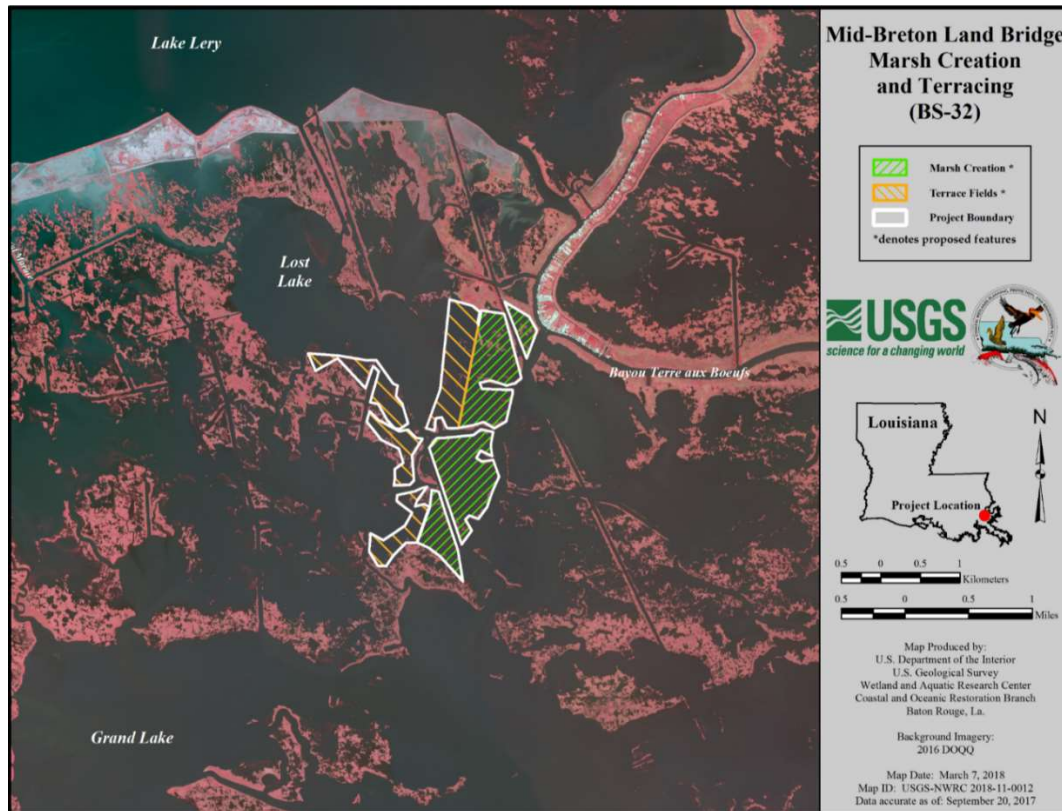 Lake Lery
Lost
Lake
Bayou Terre aux Boeufs
Grand Lake
Mid-Breton Land Bridge
Marsh Creation
and Terracing
(BS-32)
Marsh Creation *
Terrace Fields *
Project Boundary
*denotes proposed features
USGS
science for a changing world
Louisiana
N
Project Location
0.5 0 0.5 1
Kilometers
0.5 0 0.5 1
Miles
Map Produced by:
U.S. Department of the Interior
U.S. Geological Survey
Wetland and Aquatic Research Center
Coastal and Oceanic Restoration Branch
Baton Rouge, La.
Background Imagery:
2016 DOQQ
Map Date: March 7, 2018
Map ID: USGS-NWRC 2018-11-0012
Data accurate as of: September 20, 2017